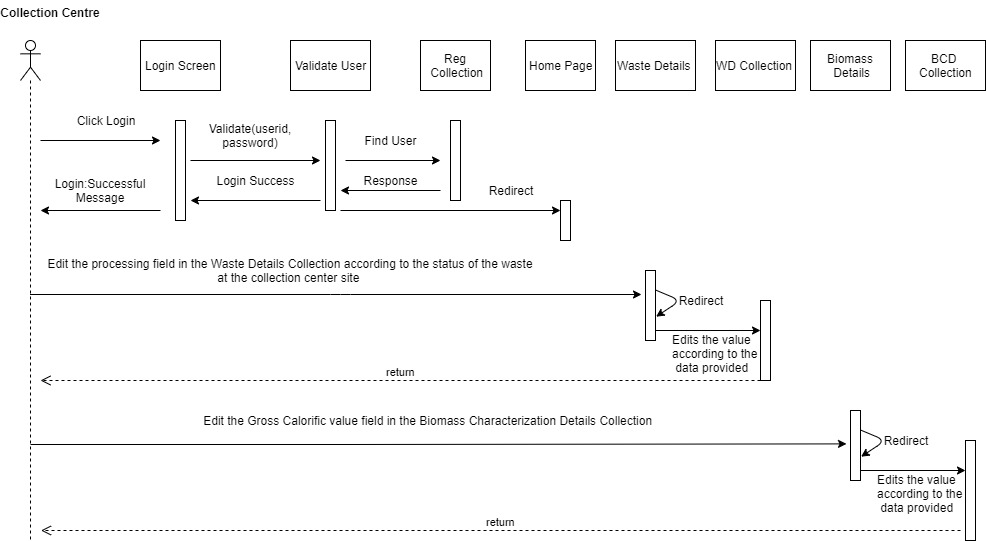 Collection Centre
Login Screen
Validate User
Reg
Collection
Home Page
Waste Details
WD Collection
Biomass
Details
BCD
Collection
Click Login
Validate(userid,
password)
Find User
Login:Successful
Message
Login Success
Response
Redirect
Edit the processing field in the Waste Details Collection according to the status of the waste
at the collection center site
Redirect
Edits the value
according to the
data provided
return
Edit the Gross Calorific value field in the Biomass Characterization Details Collection
Redirect
Edits the value
according to the
data provided
return